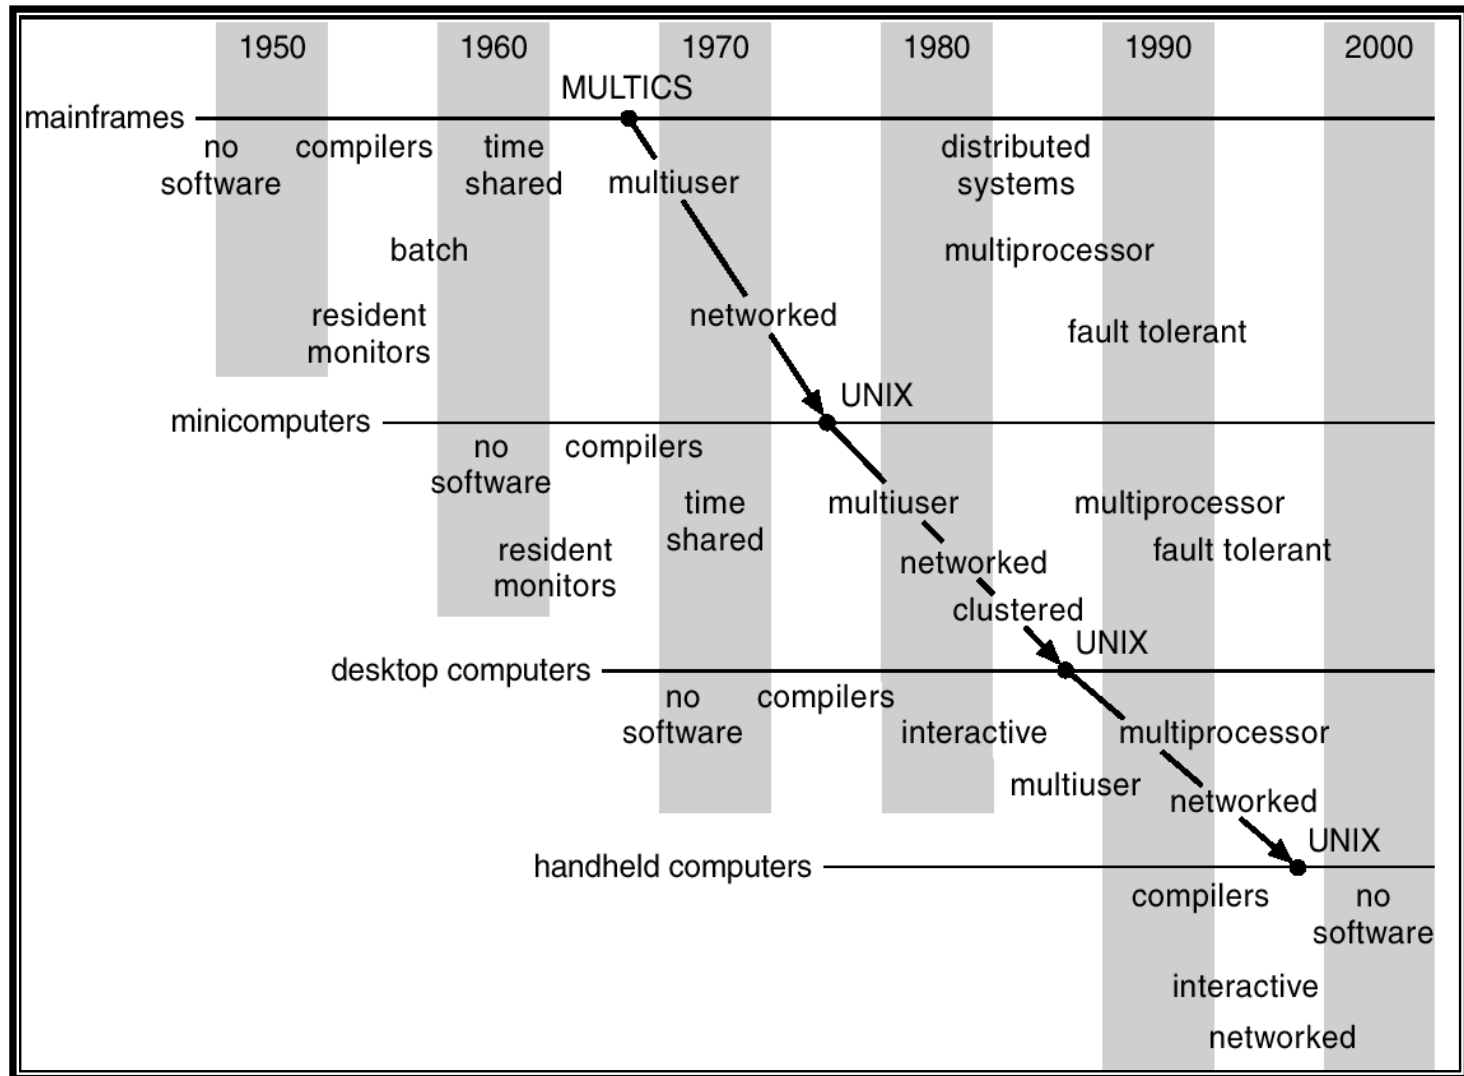 1950 1960 1970 1980 1990 2000
MULTICS
mainframes
no compilers time distributed
software shared multiuser systems
batch multiprocessor
resident networked fault tolerant
monitors
UNIX
minicomputers
no compilers
software
time multiuser multiprocessor
shared
resident fault tolerant
monitors networked
clustered
UNIX
desktop computers
no compilers
software interactive multiprocessor
multiuser
networked
UNIX
handheld computers
compilers no
software
interactive
networked